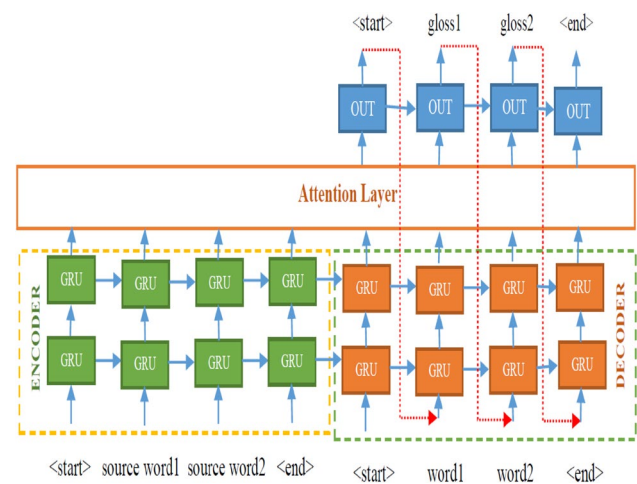 <start> gloss1 gloss2 <end>
OUT OUT OUT OUT
Attention Layer
ENCODER
GRU GRU GRU GRU GRU GRU GRU GRU
GRU GRU GRU GRU GRU GRU GRU GRU
DECODER
<start> source word1 source word2 <end> <start> word1 word2 <end>